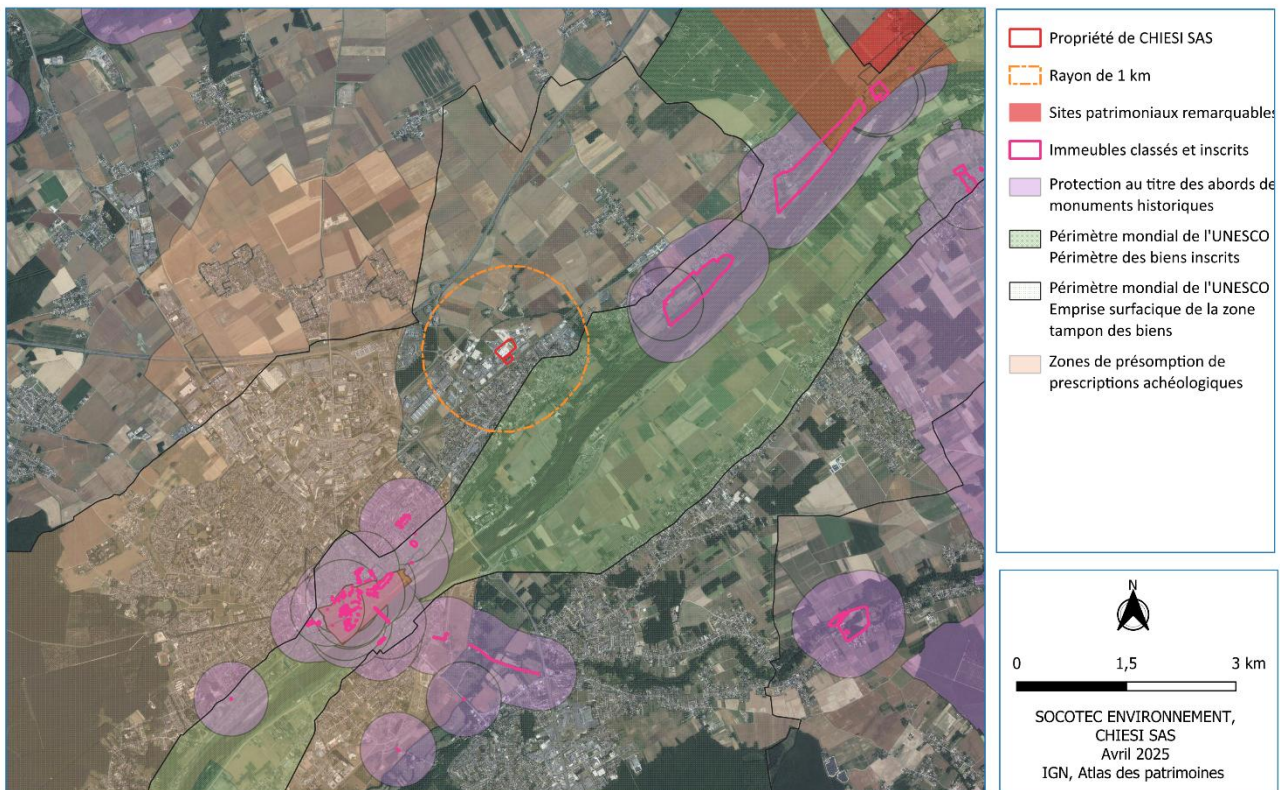 Propriété de CHIESI SAS
Rayon de 1 km
Sites patrimoniaux remarquables
Immeubles classés et inscrits
Protection au titre des abords de
monuments historiques
Périmètre mondial de l'UNESCO
Périmètre des biens inscrits
Périmètre mondial de l'UNESCO
Emprise surfacique de la zone
tampon des biens
Zones de présomption de
prescriptions achéologiques
N
0 1,5 3 km
SOCOTEC ENVIRONNEMENT,
CHIESI SAS
Avril 2025
IGN, Atlas des patrimoines